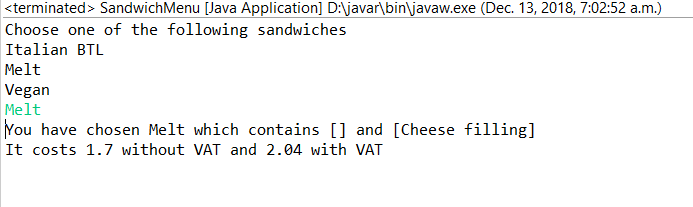 <terminated> SandwichMenu [Java Application] D:\javar\bin\javaw.exe (Dec. 13, 2018, 7:02:52 a.m.)
Choose one of the following sandwiches
Italian BTL
Melt
Vegan
Melt
You have chosen Melt which contains [] and [Cheese filling]
It costs 1.7 without VAT and 2.04 with VAT